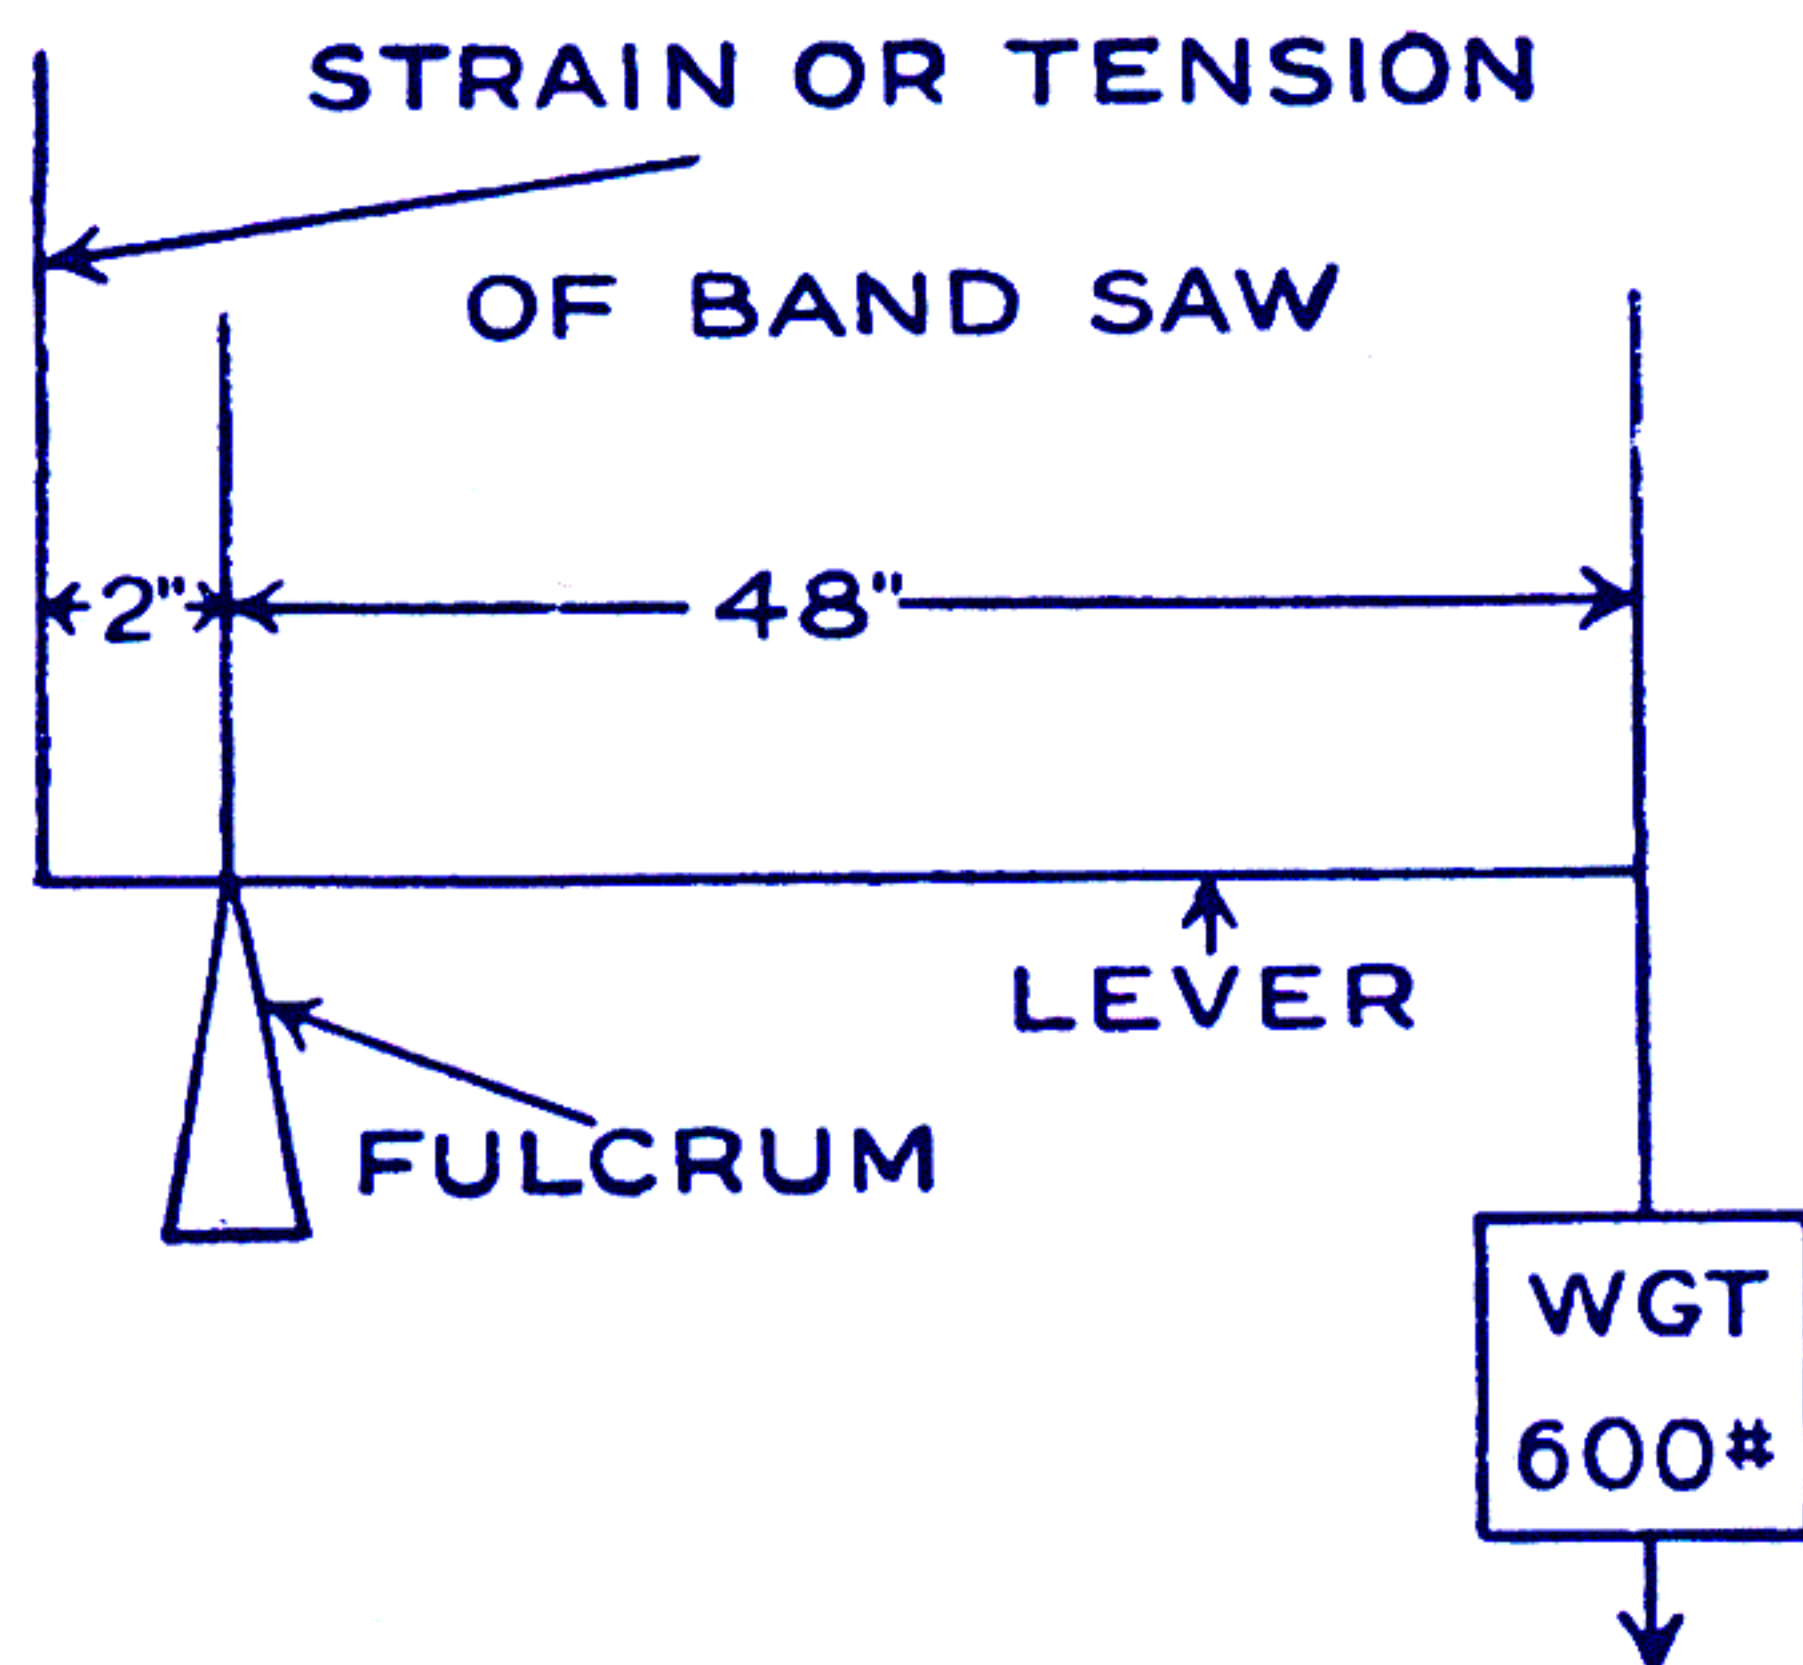 STRAIN OR TENSION
OF BAND SAW
2" 48"
LEVER
FULCRUM
WGT
600#